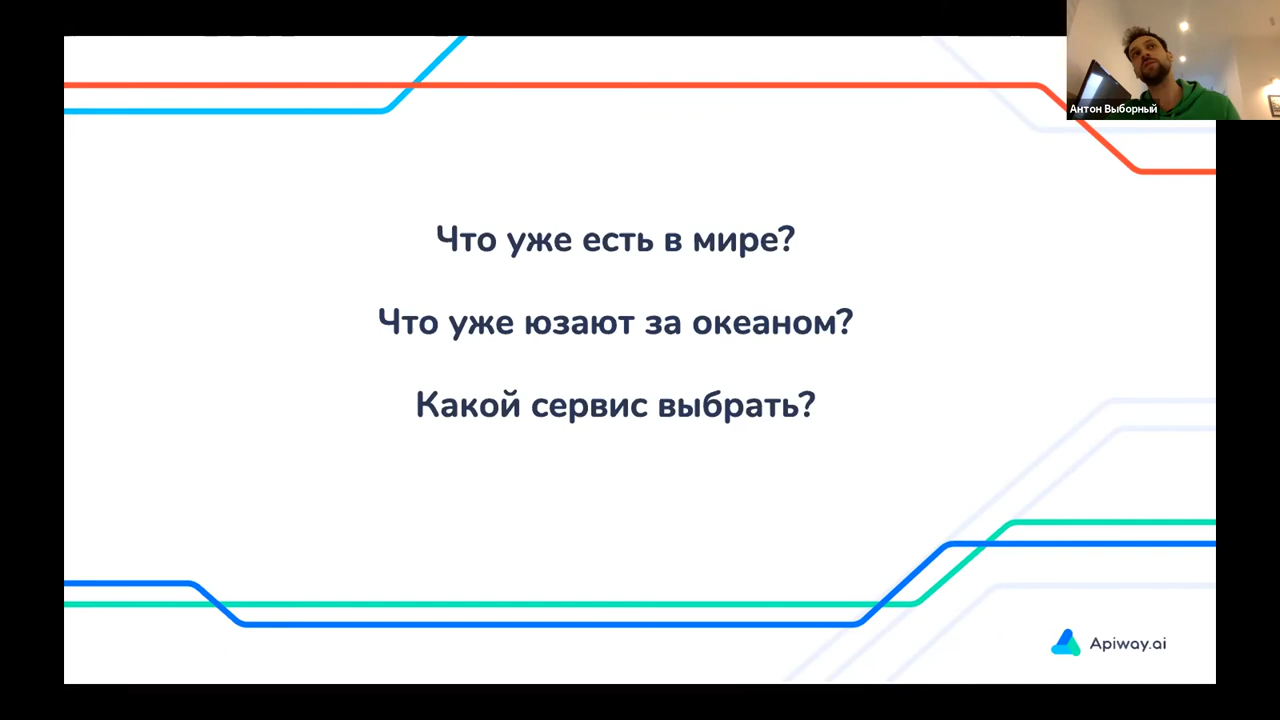 Антон Выборный
Что уже есть в мире?
Что уже юзают за океаном?
Какой сервис выбрать?
Apiway.ai